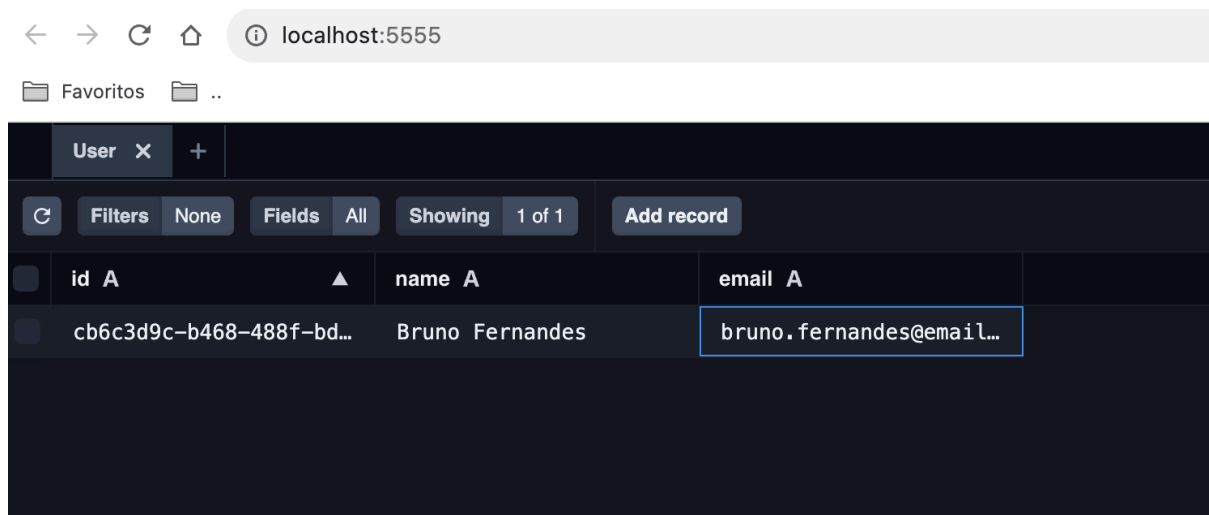 localhost:5555
Favoritos ..
User × +
Filters None Fields All Showing 1 of 1 Add record
id A ▲ name A email A
cb6c3d9c-b468-488f-bd… Bruno Fernandes bruno.fernandes@email…